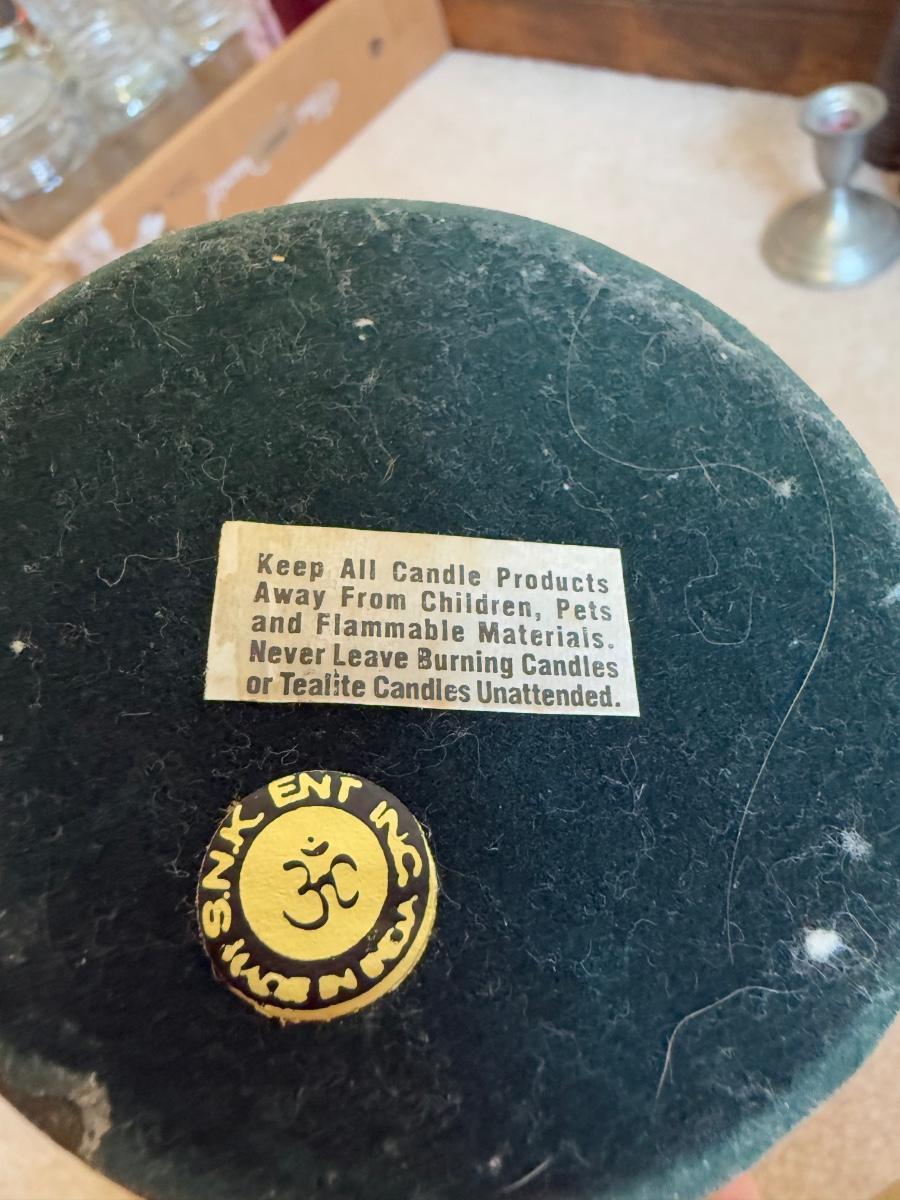 Keep All Candle Products
Away From Children, Pets
and Flammable Materials.
Never Leave Burning Candles
or Tealite Candles Unattended.
S.N.K ENT INC
ॐ